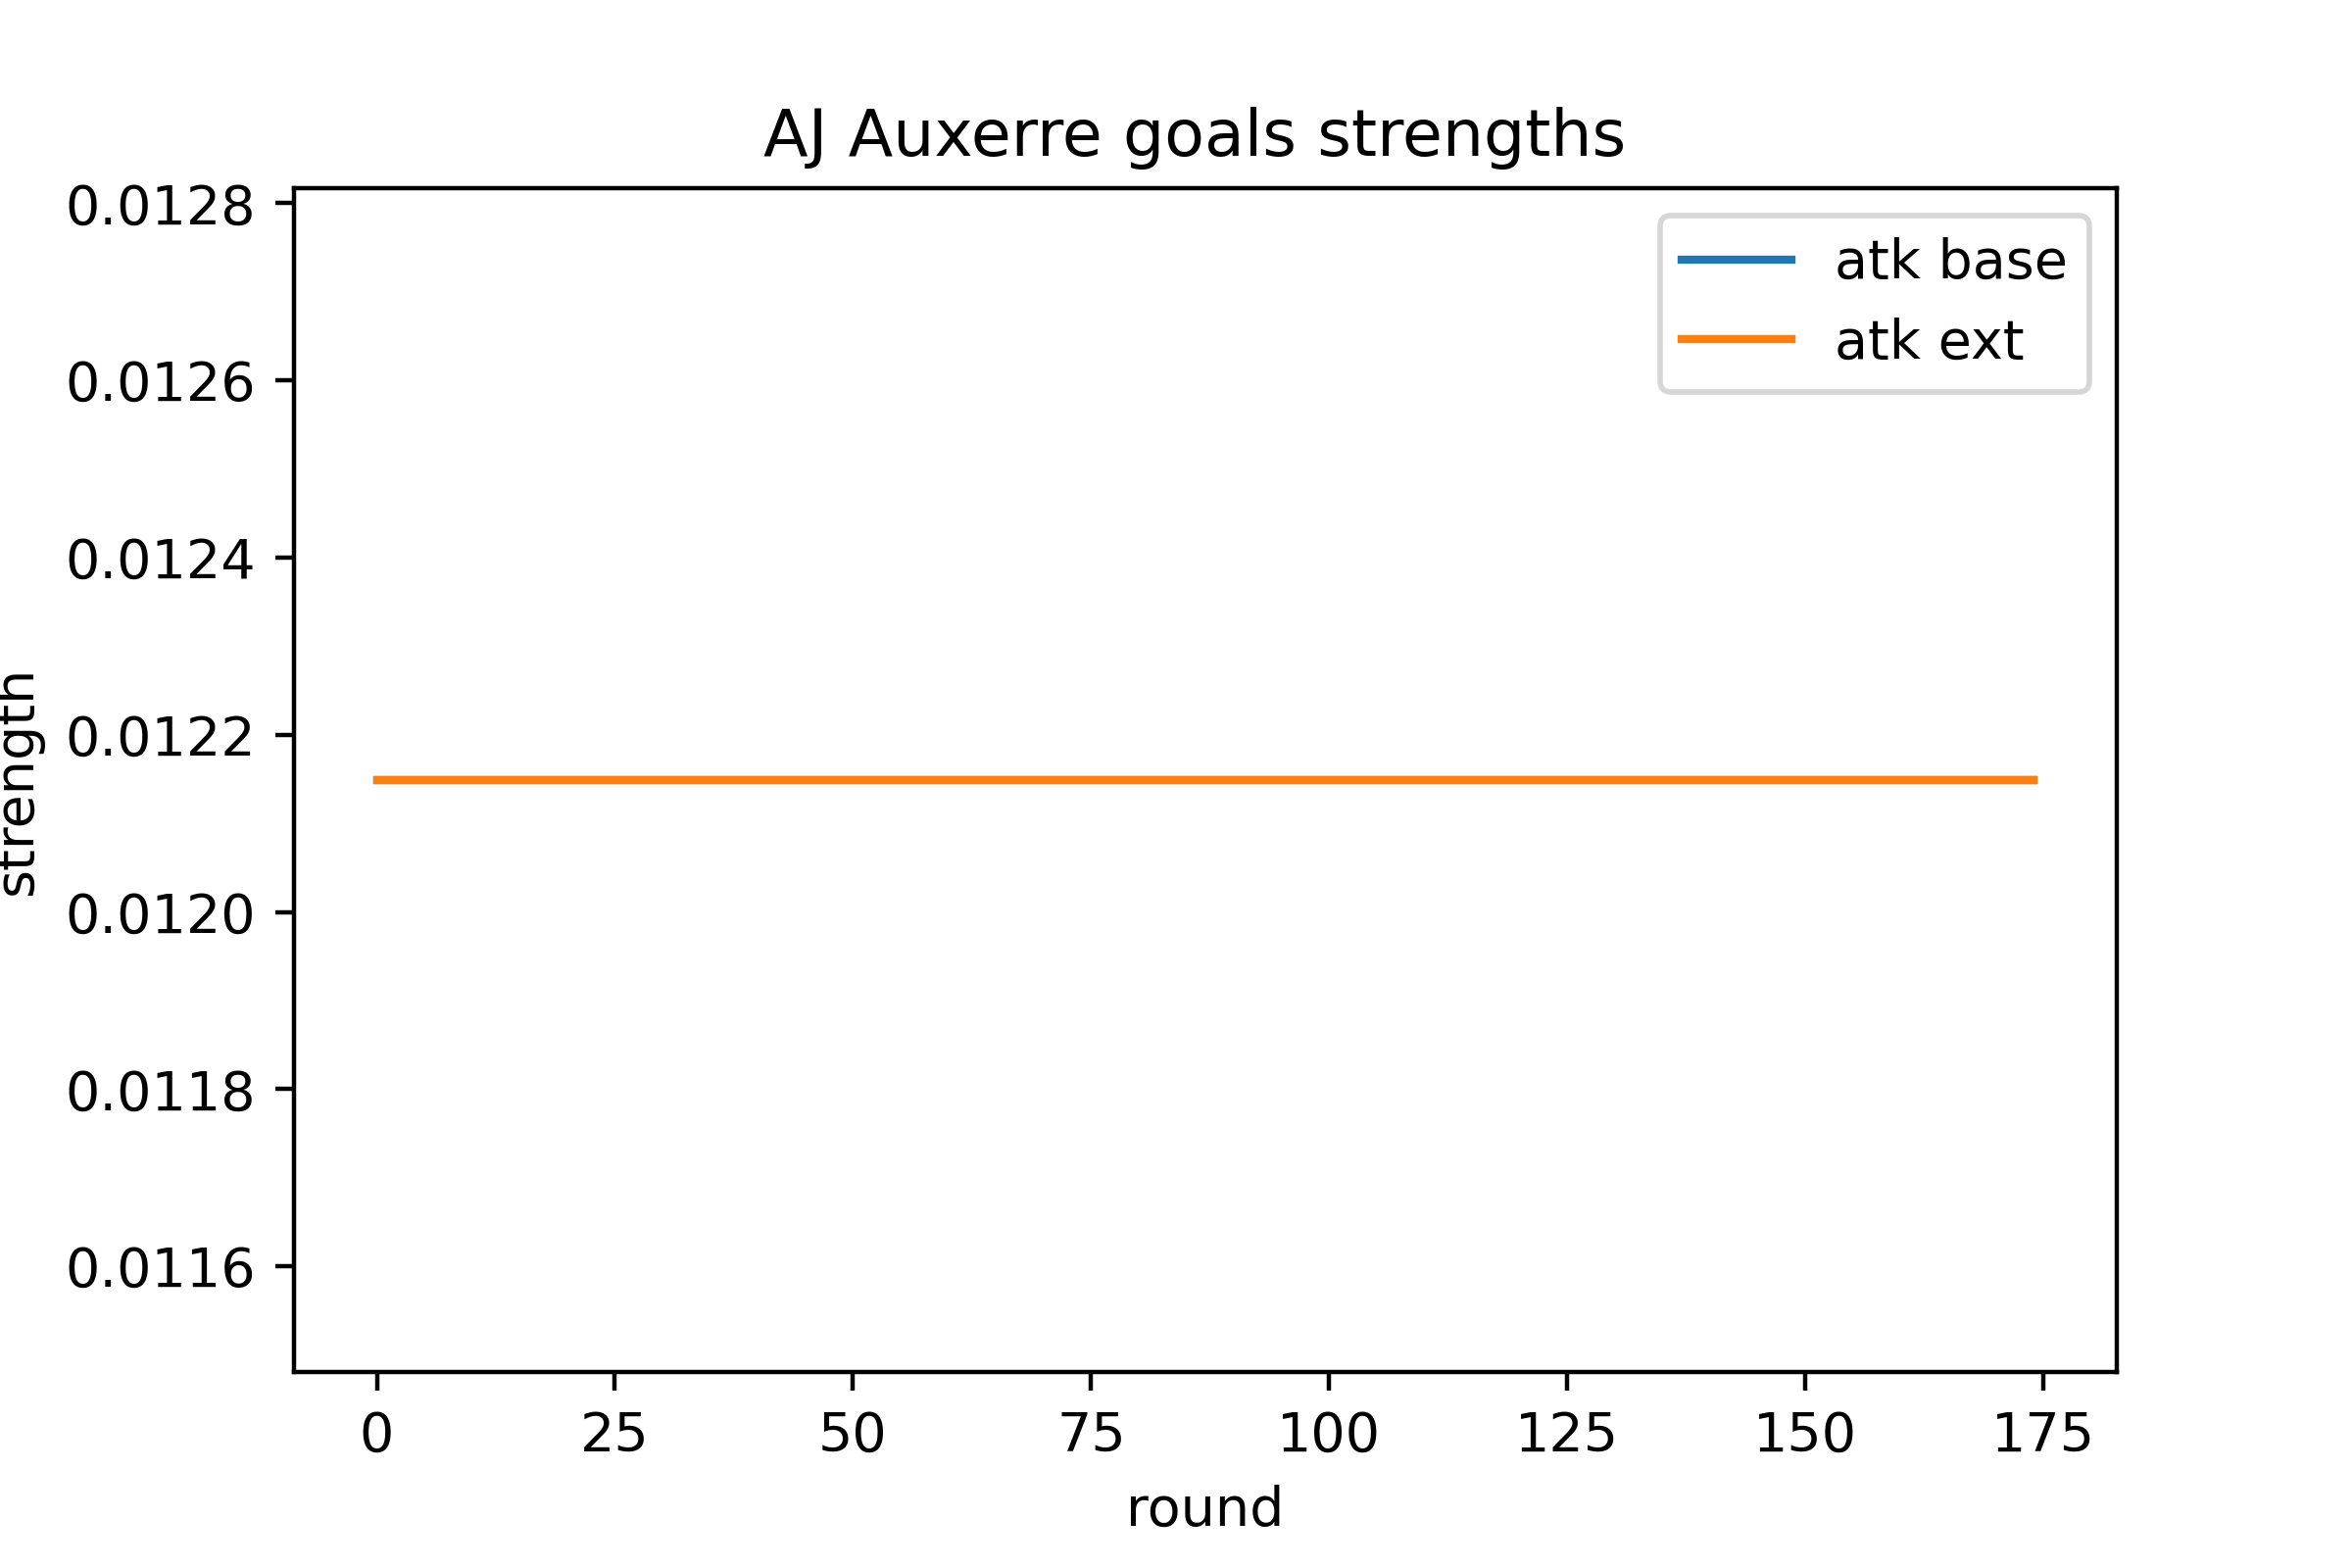 AJ Auxerre goals strengths
atk base
atk ext
0.0128
0.0126
0.0124
0.0122
0.0120
0.0118
0.0116
strength
0 25 50 75 100 125 150 175
round